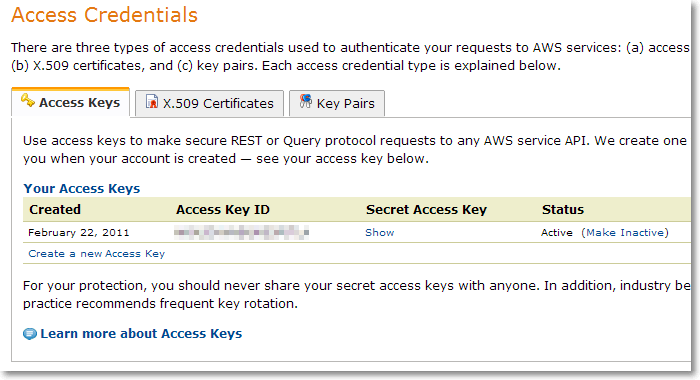 Access Credentials
There are three types of access credentials used to authenticate your requests to AWS services: (a) access
(b) X.509 certificates, and (c) key pairs. Each access credential type is explained below.
Access Keys X.509 Certificates Key Pairs
Use access keys to make secure REST or Query protocol requests to any AWS service API. We create one
you when your account is created — see your access key below.
Your Access Keys
Created Access Key ID Secret Access Key Status
February 22, 2011 Show Active (Make Inactive)
Create a new Access Key
For your protection, you should never share your secret access keys with anyone. In addition, industry be
practice recommends frequent key rotation.
Learn more about Access Keys